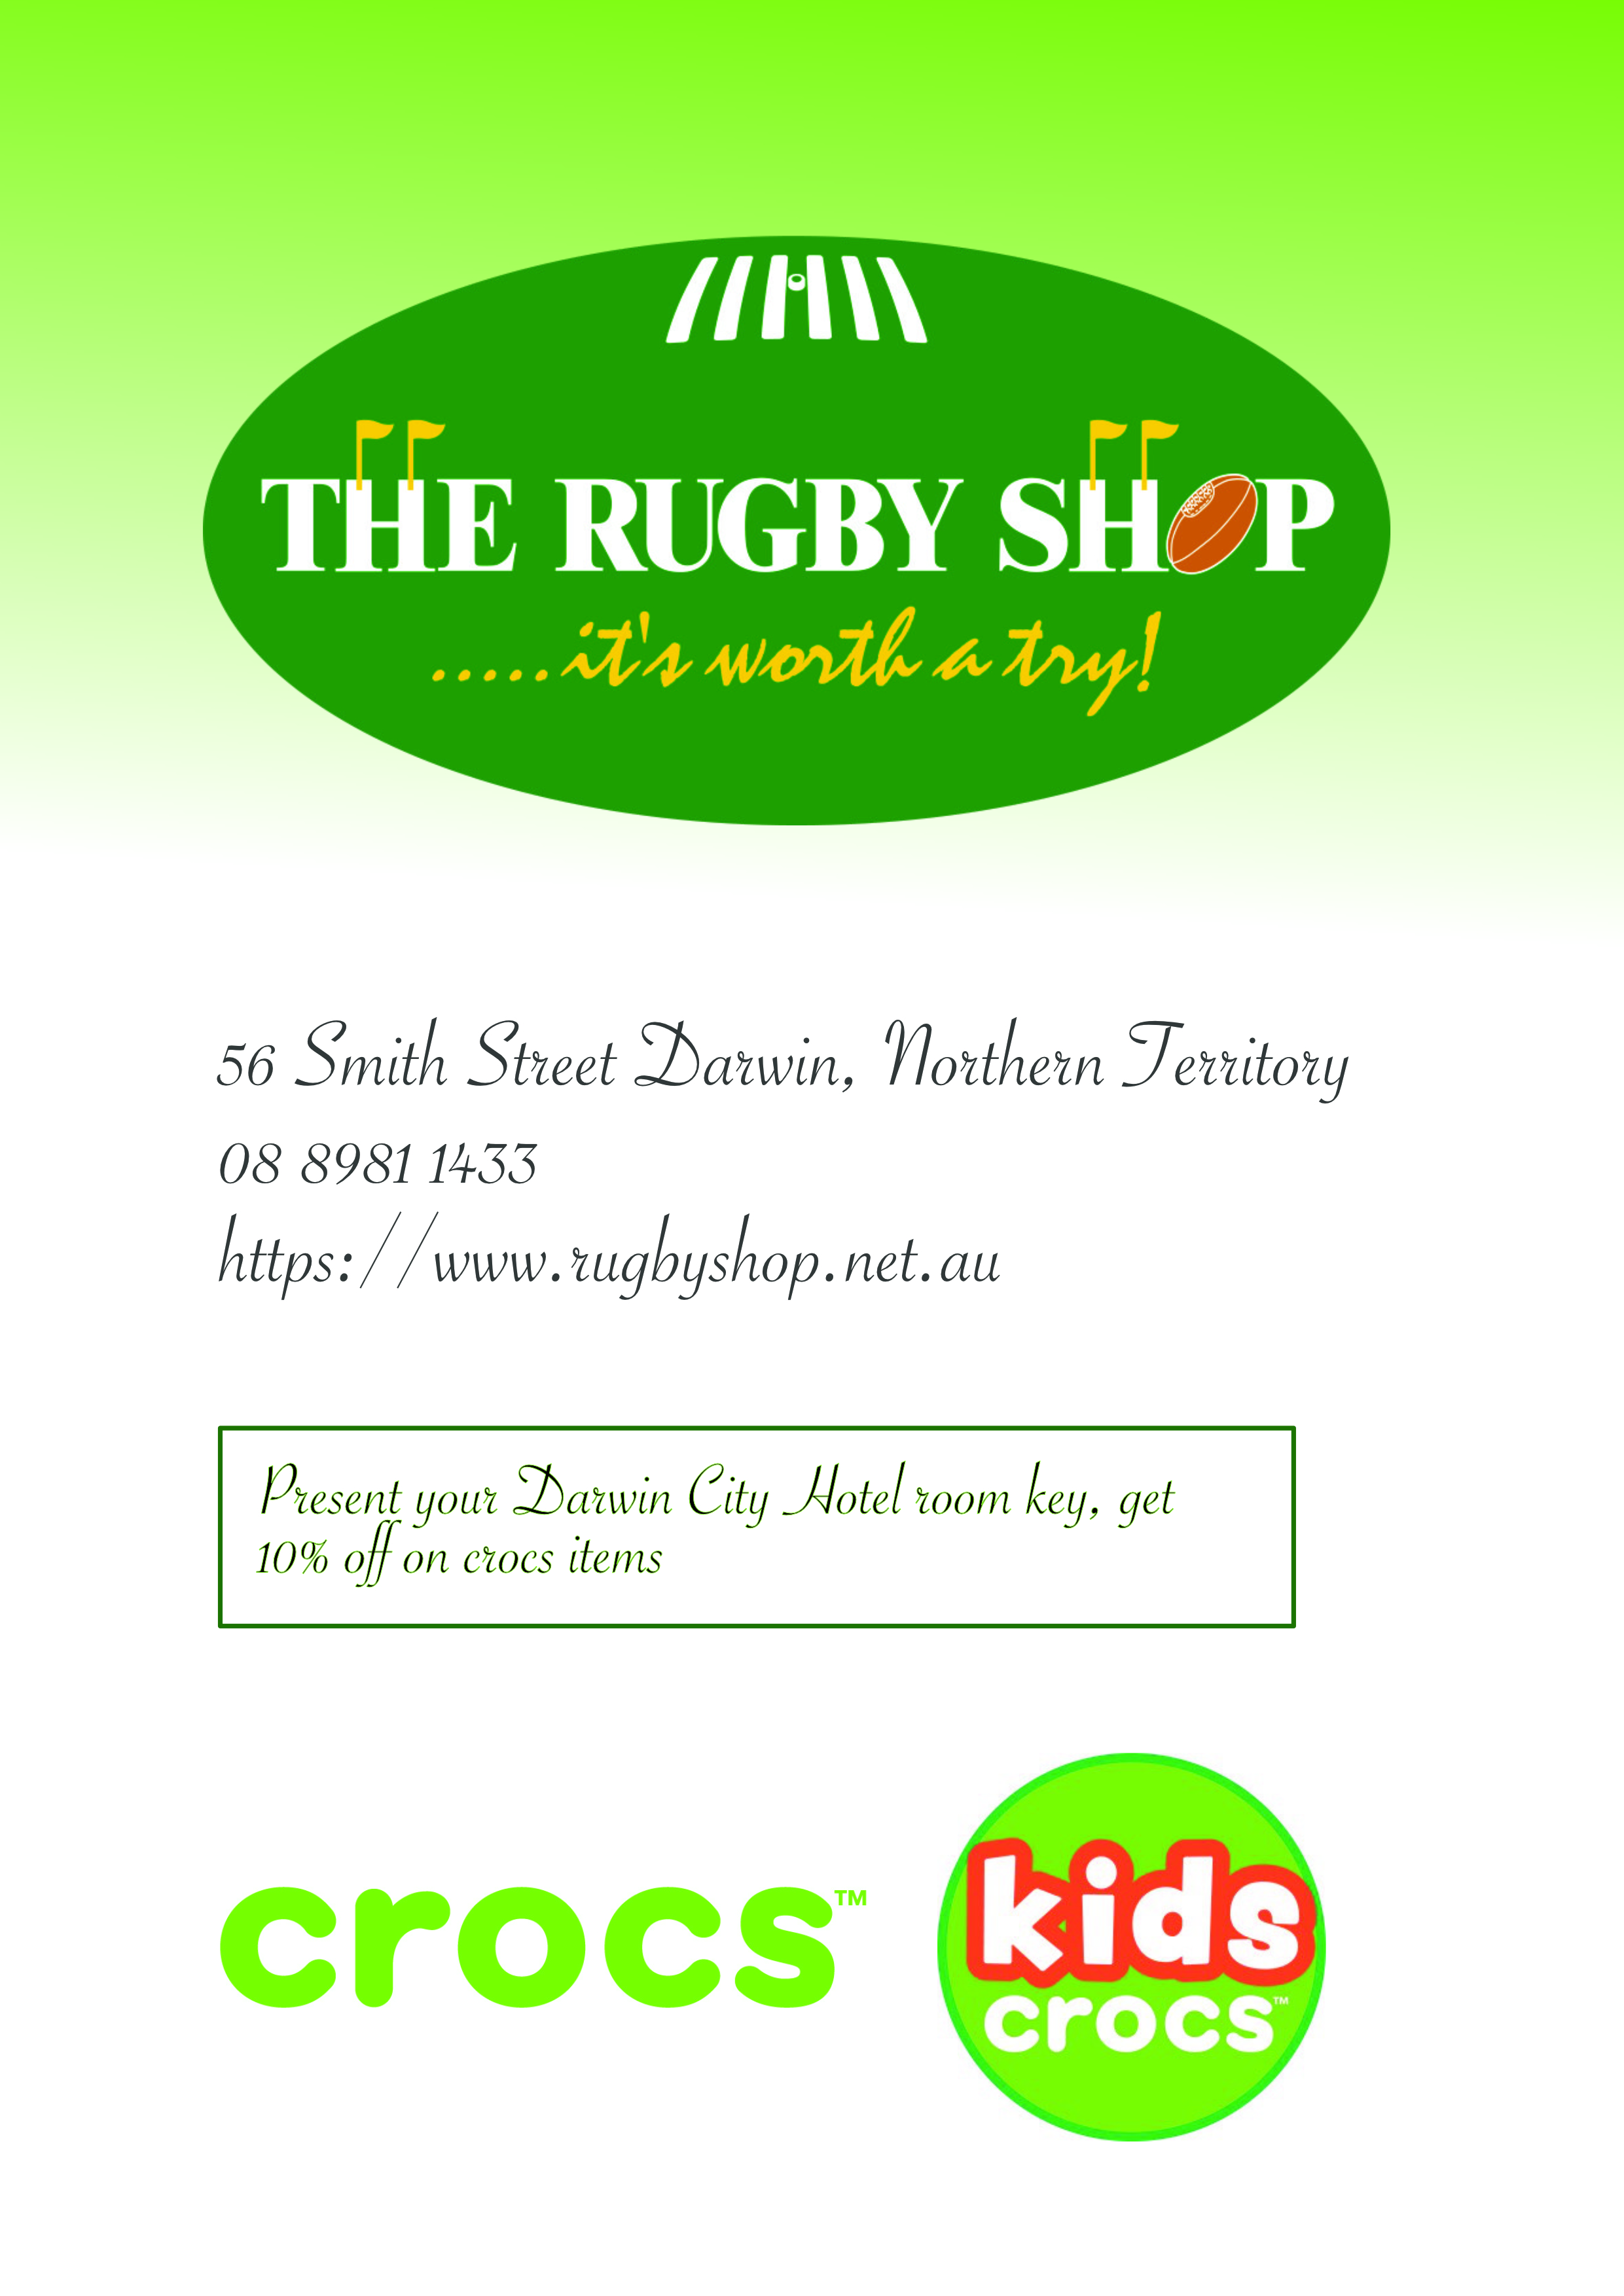 THE RUGBY SHOP
.....it's worth a try!
56 Smith Street Darwin, Northern Territory
08 8981 1433
https://www.rugbyshop.net.au
Present your Darwin City Hotel room key, get
10% off on crocs items
crocs™
kids
crocs™